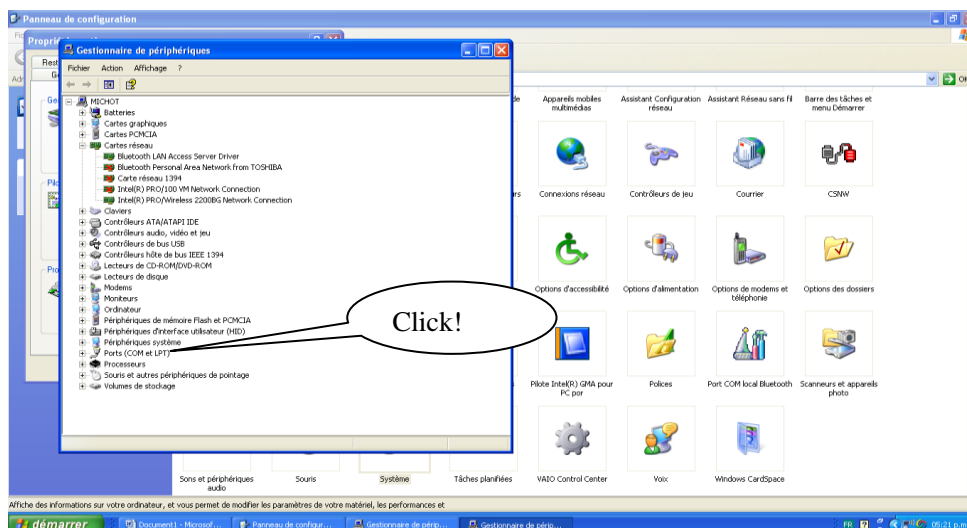 Panneau de configuration
Gestionnaire de périphériques
Fichier Action Affichage ?
MICHOT
Batteries
Cartes graphiques
Cartes PCMCIA
Cartes réseau
Bluetooth LAN Access Server Driver
Bluetooth Personal Area Network from TOSHIBA
Carte réseau 1394
Intel(R) PRO/100 VM Network Connection
Intel(R) PRO/Wireless 2200BG Network Connection
Claviers
Contrôleurs ATA/ATAPI IDE
Contrôleurs audio, vidéo et jeu
Contrôleurs de bus USB
Contrôleurs hôte de bus IEEE 1394
Lecteurs de CD-ROM/DVD-ROM
Lecteurs de disque
Modems
Moniteurs
Ordinateur
Périphériques de mémoire Flash et PCMCIA
Périphériques d'interface utilisateur (HID)
Périphériques système
Ports (COM et LPT)
Processeurs
Souris et autres périphériques de pointage
Volumes de stockage
Click!
Appareils mobiles
multimédias
Assistant Configuration
réseau
Assistant Réseau sans fil
Barre des tâches et
menu Démarrer
Connexions réseau
Contrôleurs de jeu
Courrier
CSNW
Options d'accessibilité
Options d'alimentation
Options de modems et
téléphonie
Options des dossiers
Pilote Intel(R) GMA pour
PC por
Polices
Port COM local Bluetooth
Scanneurs et appareils
photo
Sons et périphériques
audio
Souris
Système
Tâches planifiées
VAIO Control Center
Voix
Windows CardSpace
Affiche des informations sur votre ordinateur, et vous permet de modifier les paramètres de votre matériel, les performances et
démarrer
Document1 - Microsof...
Panneau de configur...
Gestionnaire de périp...
Gestionnaire de périp...
FR
05:21 p.m.